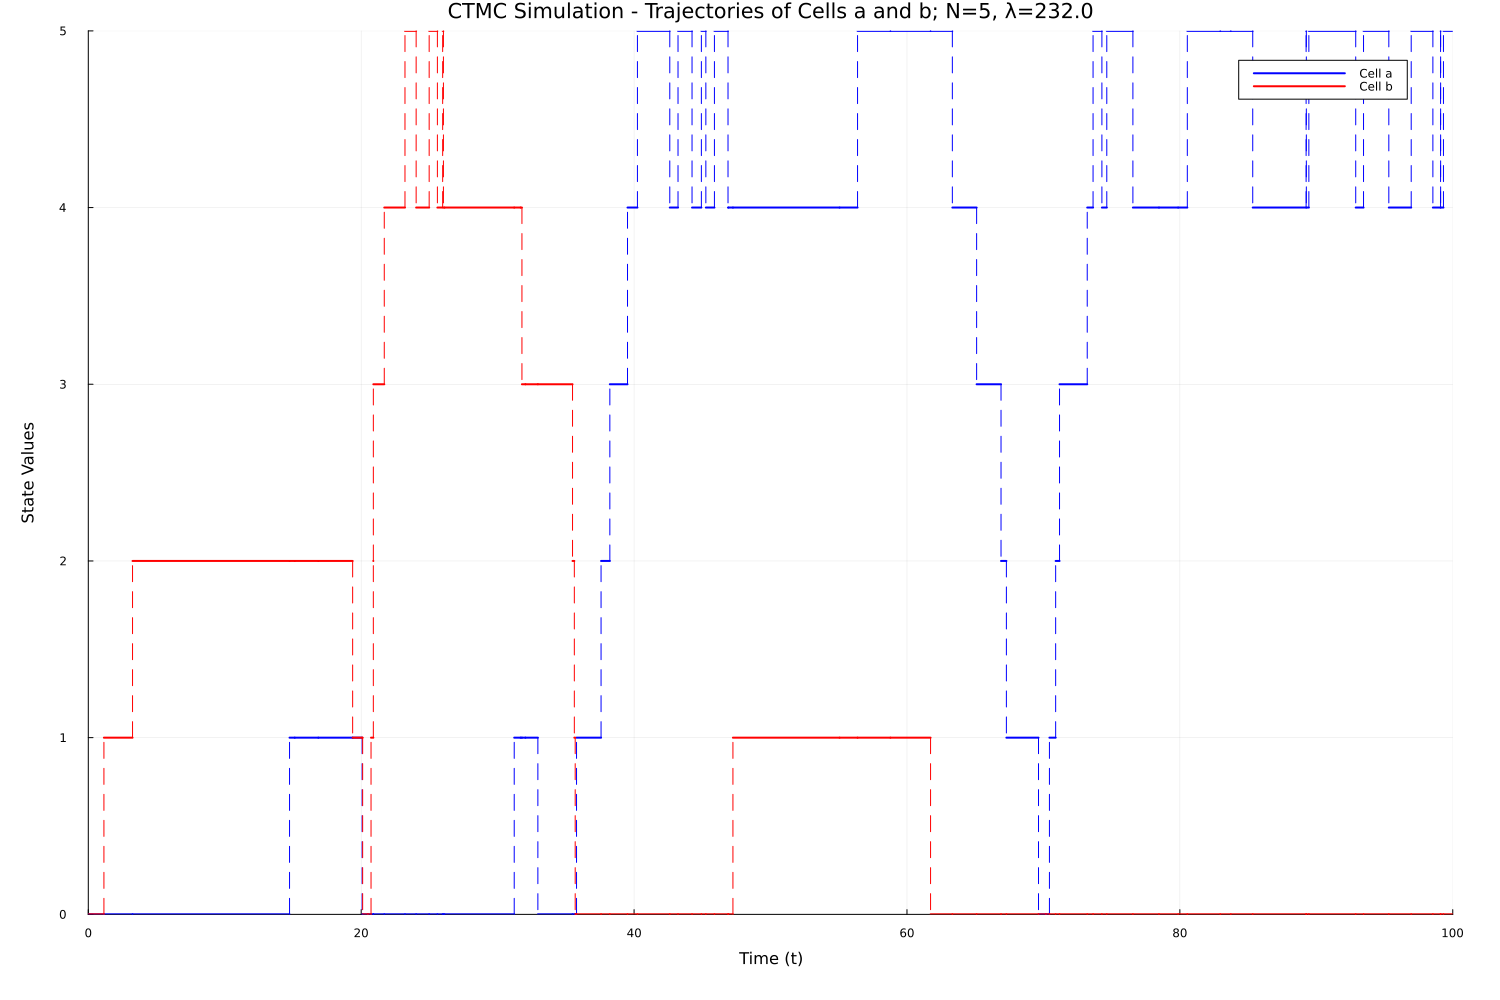 CTMC Simulation - Trajectories of Cells a and b; N=5, λ=232.0
State Values
5
4
3
2
1
0
Cell a
Cell b
0 20 40 60 80 100
Time (t)